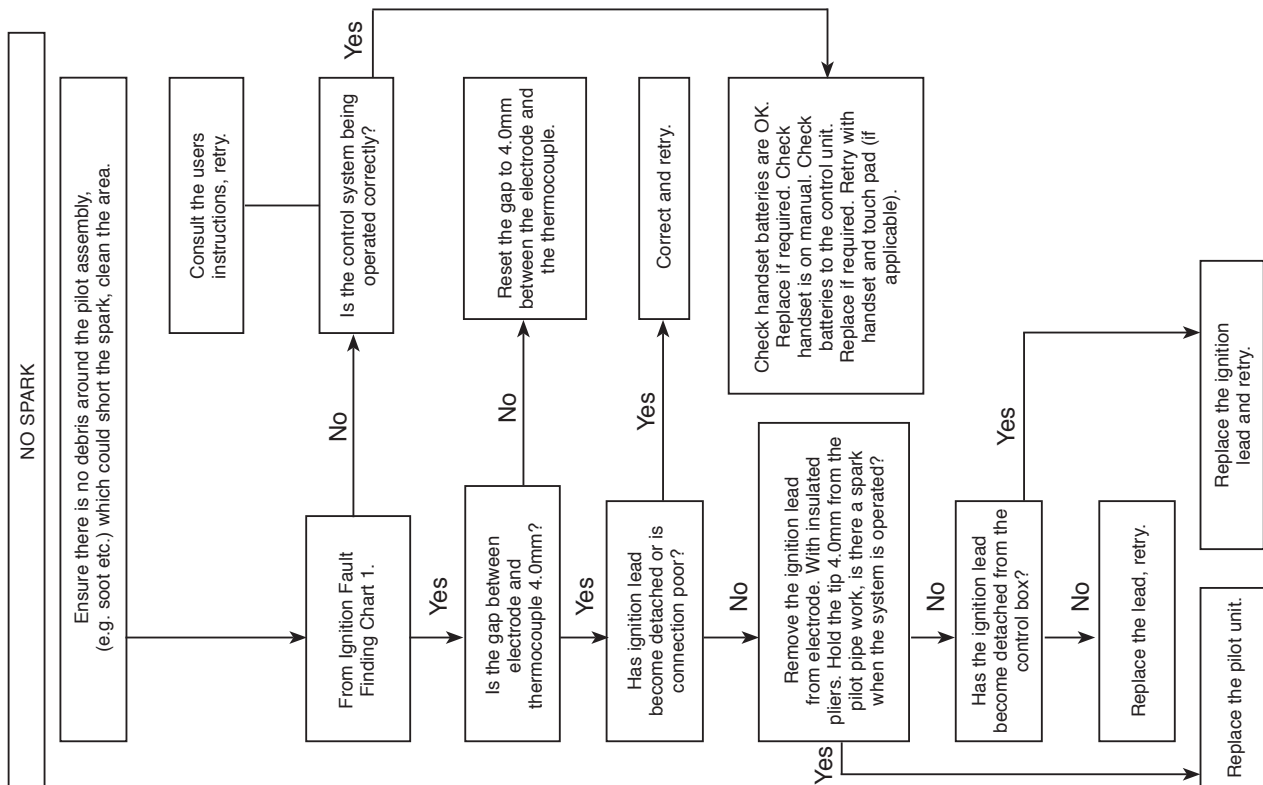 NO SPARK
Ensure there is no debris around the pilot assembly,
(e.g. soot etc.) which could short the spark, clean the area.
Consult the users
instructions, retry.
From Ignition Fault
Finding Chart 1.
No
Is the control system being
operated correctly?
Yes
Yes
Is the gap between
electrode and
thermocouple 4.0mm?
No
Reset the gap to 4.0mm
between the electrode and
the thermocouple.
Yes
Has ignition lead
become detached or is
connection poor?
Yes
Correct and retry.
No
Remove the ignition lead
from electrode. With insulated
pliers. Hold the tip 4.0mm from the
pilot pipe work, is there a spark
when the system is operated?
Check handset batteries are OK.
Replace if required. Check
handset is on manual. Check
batteries to the control unit.
Replace if required. Retry with
handset and touch pad (if
applicable).
Yes
No
Has the ignition lead
become detached from the
control box?
Yes
No
Replace the lead, retry.
Replace the pilot unit.
Replace the ignition
lead and retry.